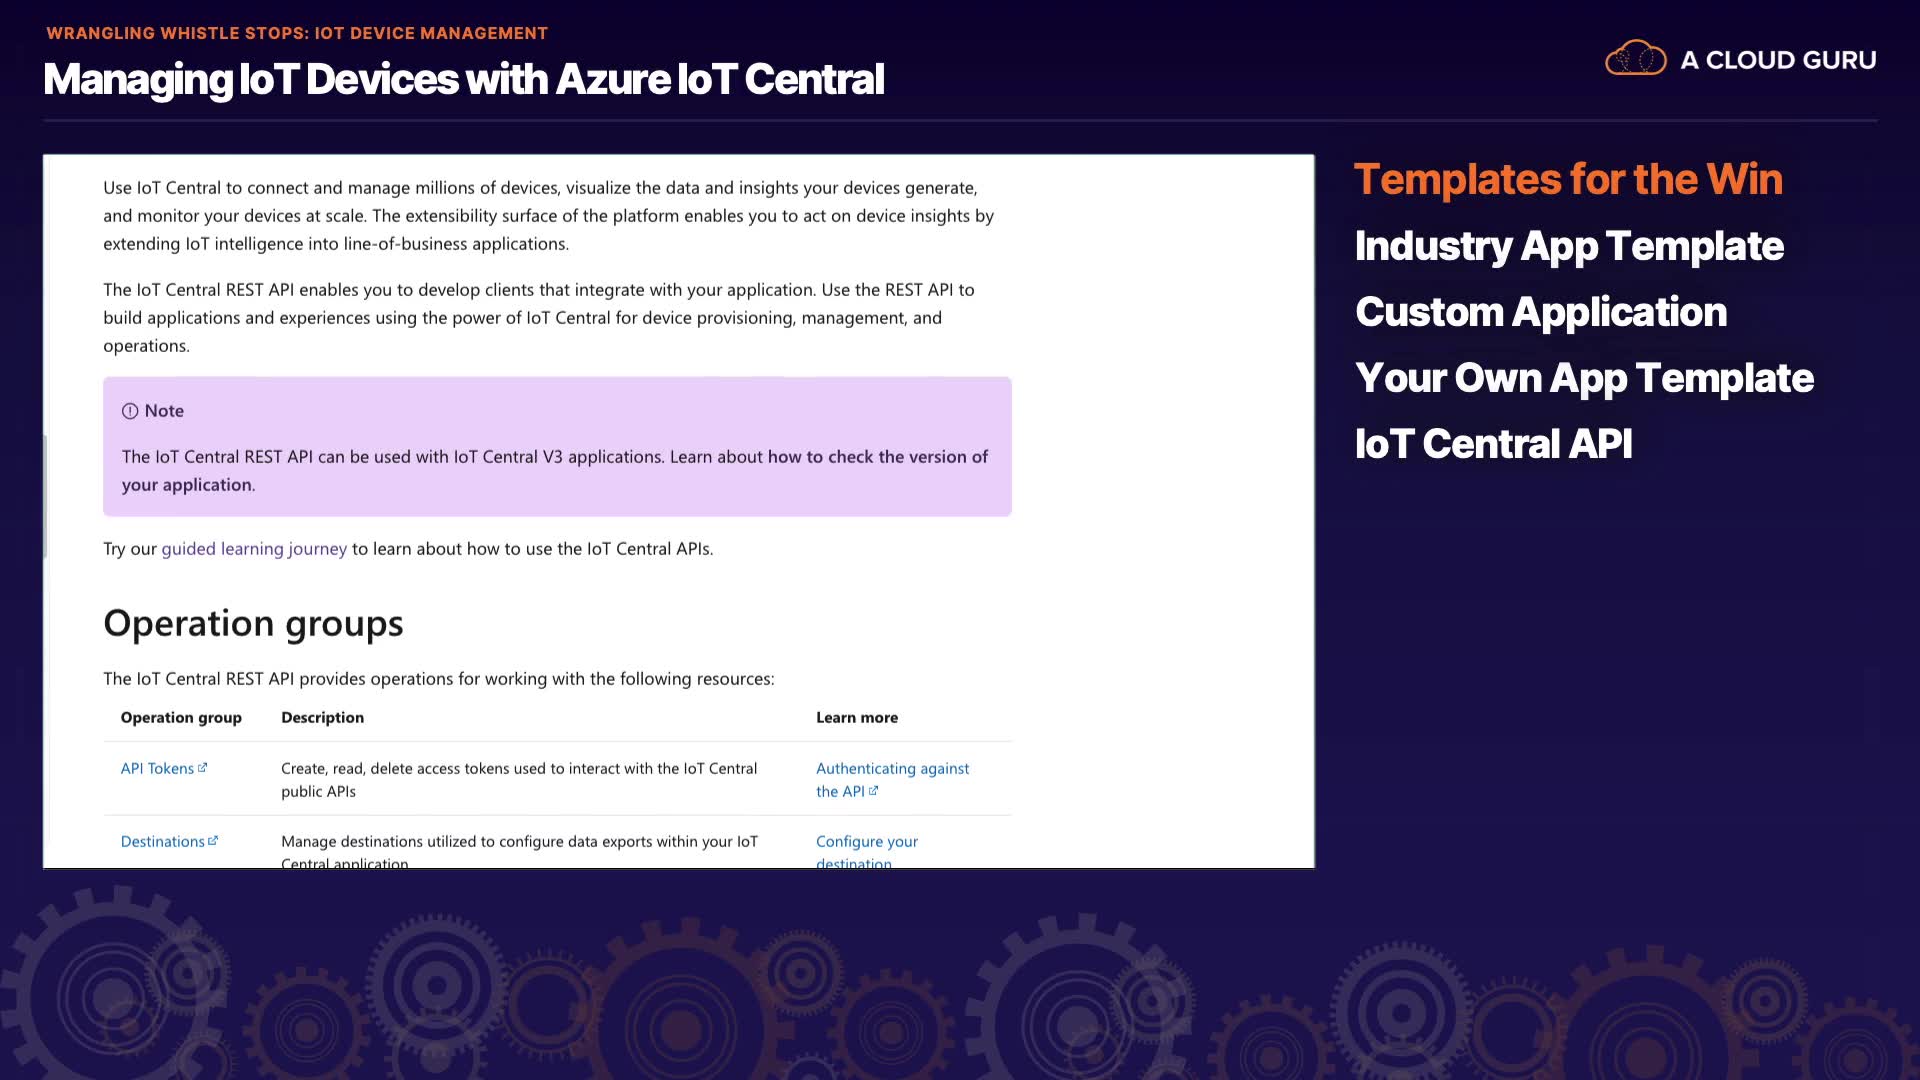 WRANGLING WHISTLE STOPS: IOT DEVICE MANAGEMENT
Managing IoT Devices with Azure IoT Central
A CLOUD GURU
Use IoT Central to connect and manage millions of devices, visualize the data and insights your devices generate,
and monitor your devices at scale. The extensibility surface of the platform enables you to act on device insights by
extending IoT intelligence into line-of-business applications.
The IoT Central REST API enables you to develop clients that integrate with your application. Use the REST API to
build applications and experiences using the power of IoT Central for device provisioning, management, and
operations.
Note
The IoT Central REST API can be used with IoT Central V3 applications. Learn about how to check the version of
your application.
Try our guided learning journey to learn about how to use the IoT Central APIs.
Operation groups
The IoT Central REST API provides operations for working with the following resources:
Operation group Description Learn more
API Tokens Create, read, delete access tokens used to interact with the IoT Central Authenticating against
public APIs the API
Destinations Manage destinations utilized to configure data exports within your IoT Configure your
Central application destination
Templates for the Win
Industry App Template
Custom Application
Your Own App Template
IoT Central API